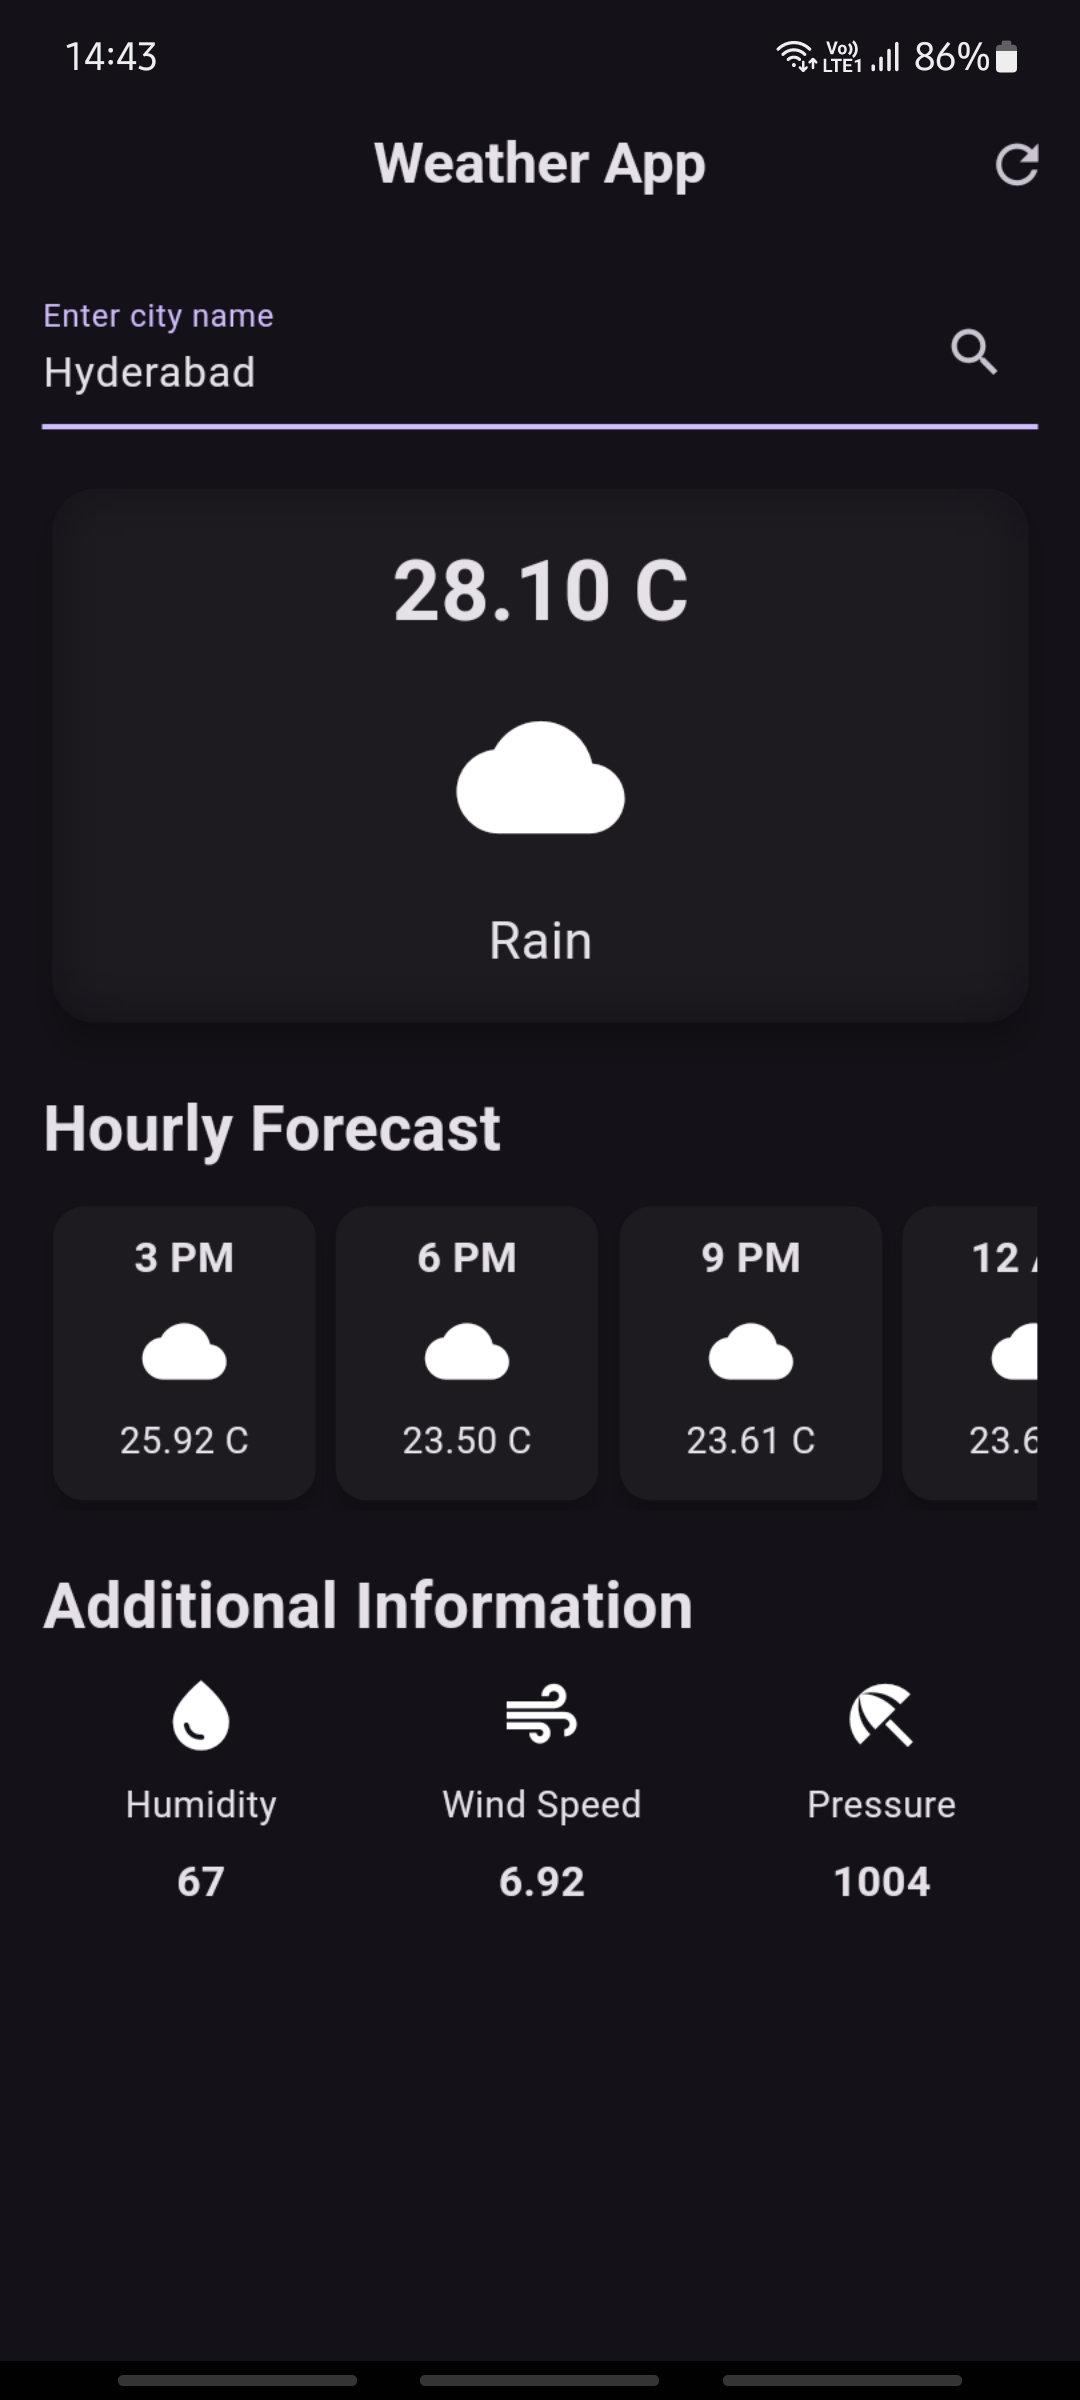 14:43
Vo)) LTE1 86%
Weather App
Enter city name
Hyderabad
28.10 C
Rain
Hourly Forecast
3 PM 6 PM 9 PM 12
25.92 C 23.50 C 23.61 C 23.6
Additional Information
Humidity Wind Speed Pressure
67 6.92 1004